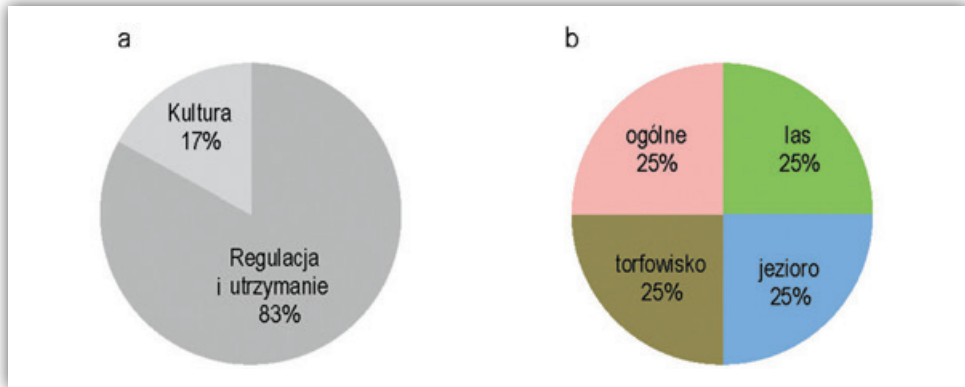 a
Kultura
17%
Regulacja
i utrzymanie
83%
b
ogólne
25%
las
25%
torfowisko
25%
jezioro
25%